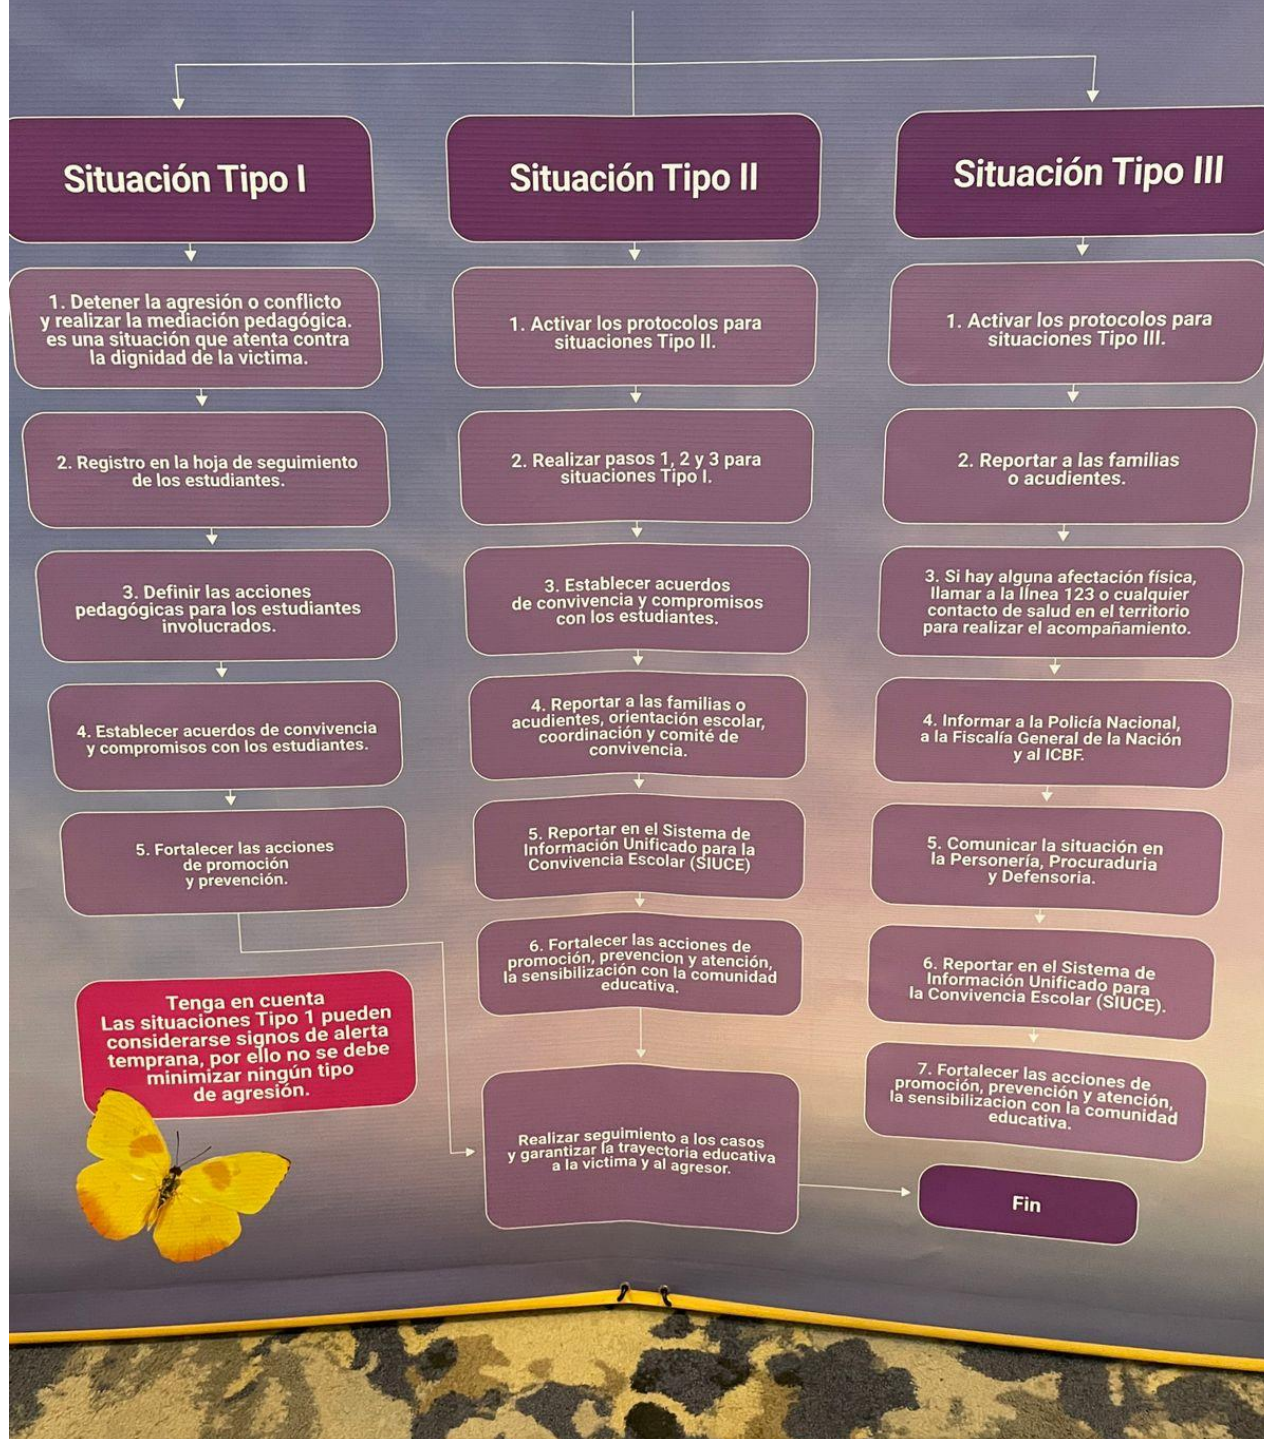 Situación Tipo I
1. Detener la agresión o conflicto
y realizar la mediación pedagógica.
es una situación que atenta contra
la dignidad de la victima.
2. Registro en la hoja de seguimiento
de los estudiantes.
3. Definir las acciones
pedagógicas para los estudiantes
involucrados.
4. Establecer acuerdos de convivencia
y compromisos con los estudiantes.
5. Fortalecer las acciones
de promoción
y prevención.
Tenga en cuenta
Las situaciones Tipo 1 pueden
considerarse signos de alerta
temprana, por ello no se debe
minimizar ningún tipo
de agresión.
Situación Tipo II
1. Activar los protocolos para
situaciones Tipo II.
2. Realizar pasos 1, 2 y 3 para
situaciones Tipo I.
3. Establecer acuerdos
de convivencia y compromisos
con los estudiantes.
4. Reportar a las familias o
acudientes, orientación escolar,
coordinación y comité de
convivencia.
5. Reportar en el Sistema de
Información Unificado para la
Convivencia Escolar (SIUCE)
6. Fortalecer las acciones de
promoción, prevencion y atención,
la sensibilización con la comunidad
educativa.
Realizar seguimiento a los casos
y garantizar la trayectoria educativa
a la victima y al agresor.
Situación Tipo III
1. Activar los protocolos para
situaciones Tipo III.
2. Reportar a las familias
o acudientes.
3. Si hay alguna afectación física,
llamar a la línea 123 o cualquier
contacto de salud en el territorio
para realizar el acompañamiento.
4. Informar a la Policía Nacional,
a la Fiscalía General de la Nación
y al ICBF.
5. Comunicar la situación en
la Personería, Procuraduria
y Defensoria.
6. Reportar en el Sistema de
Información Unificado para
la Convivencia Escolar (SIUCE).
7. Fortalecer las acciones de
promoción, prevención y atención,
la sensibilizacion con la comunidad
educativa.
Fin